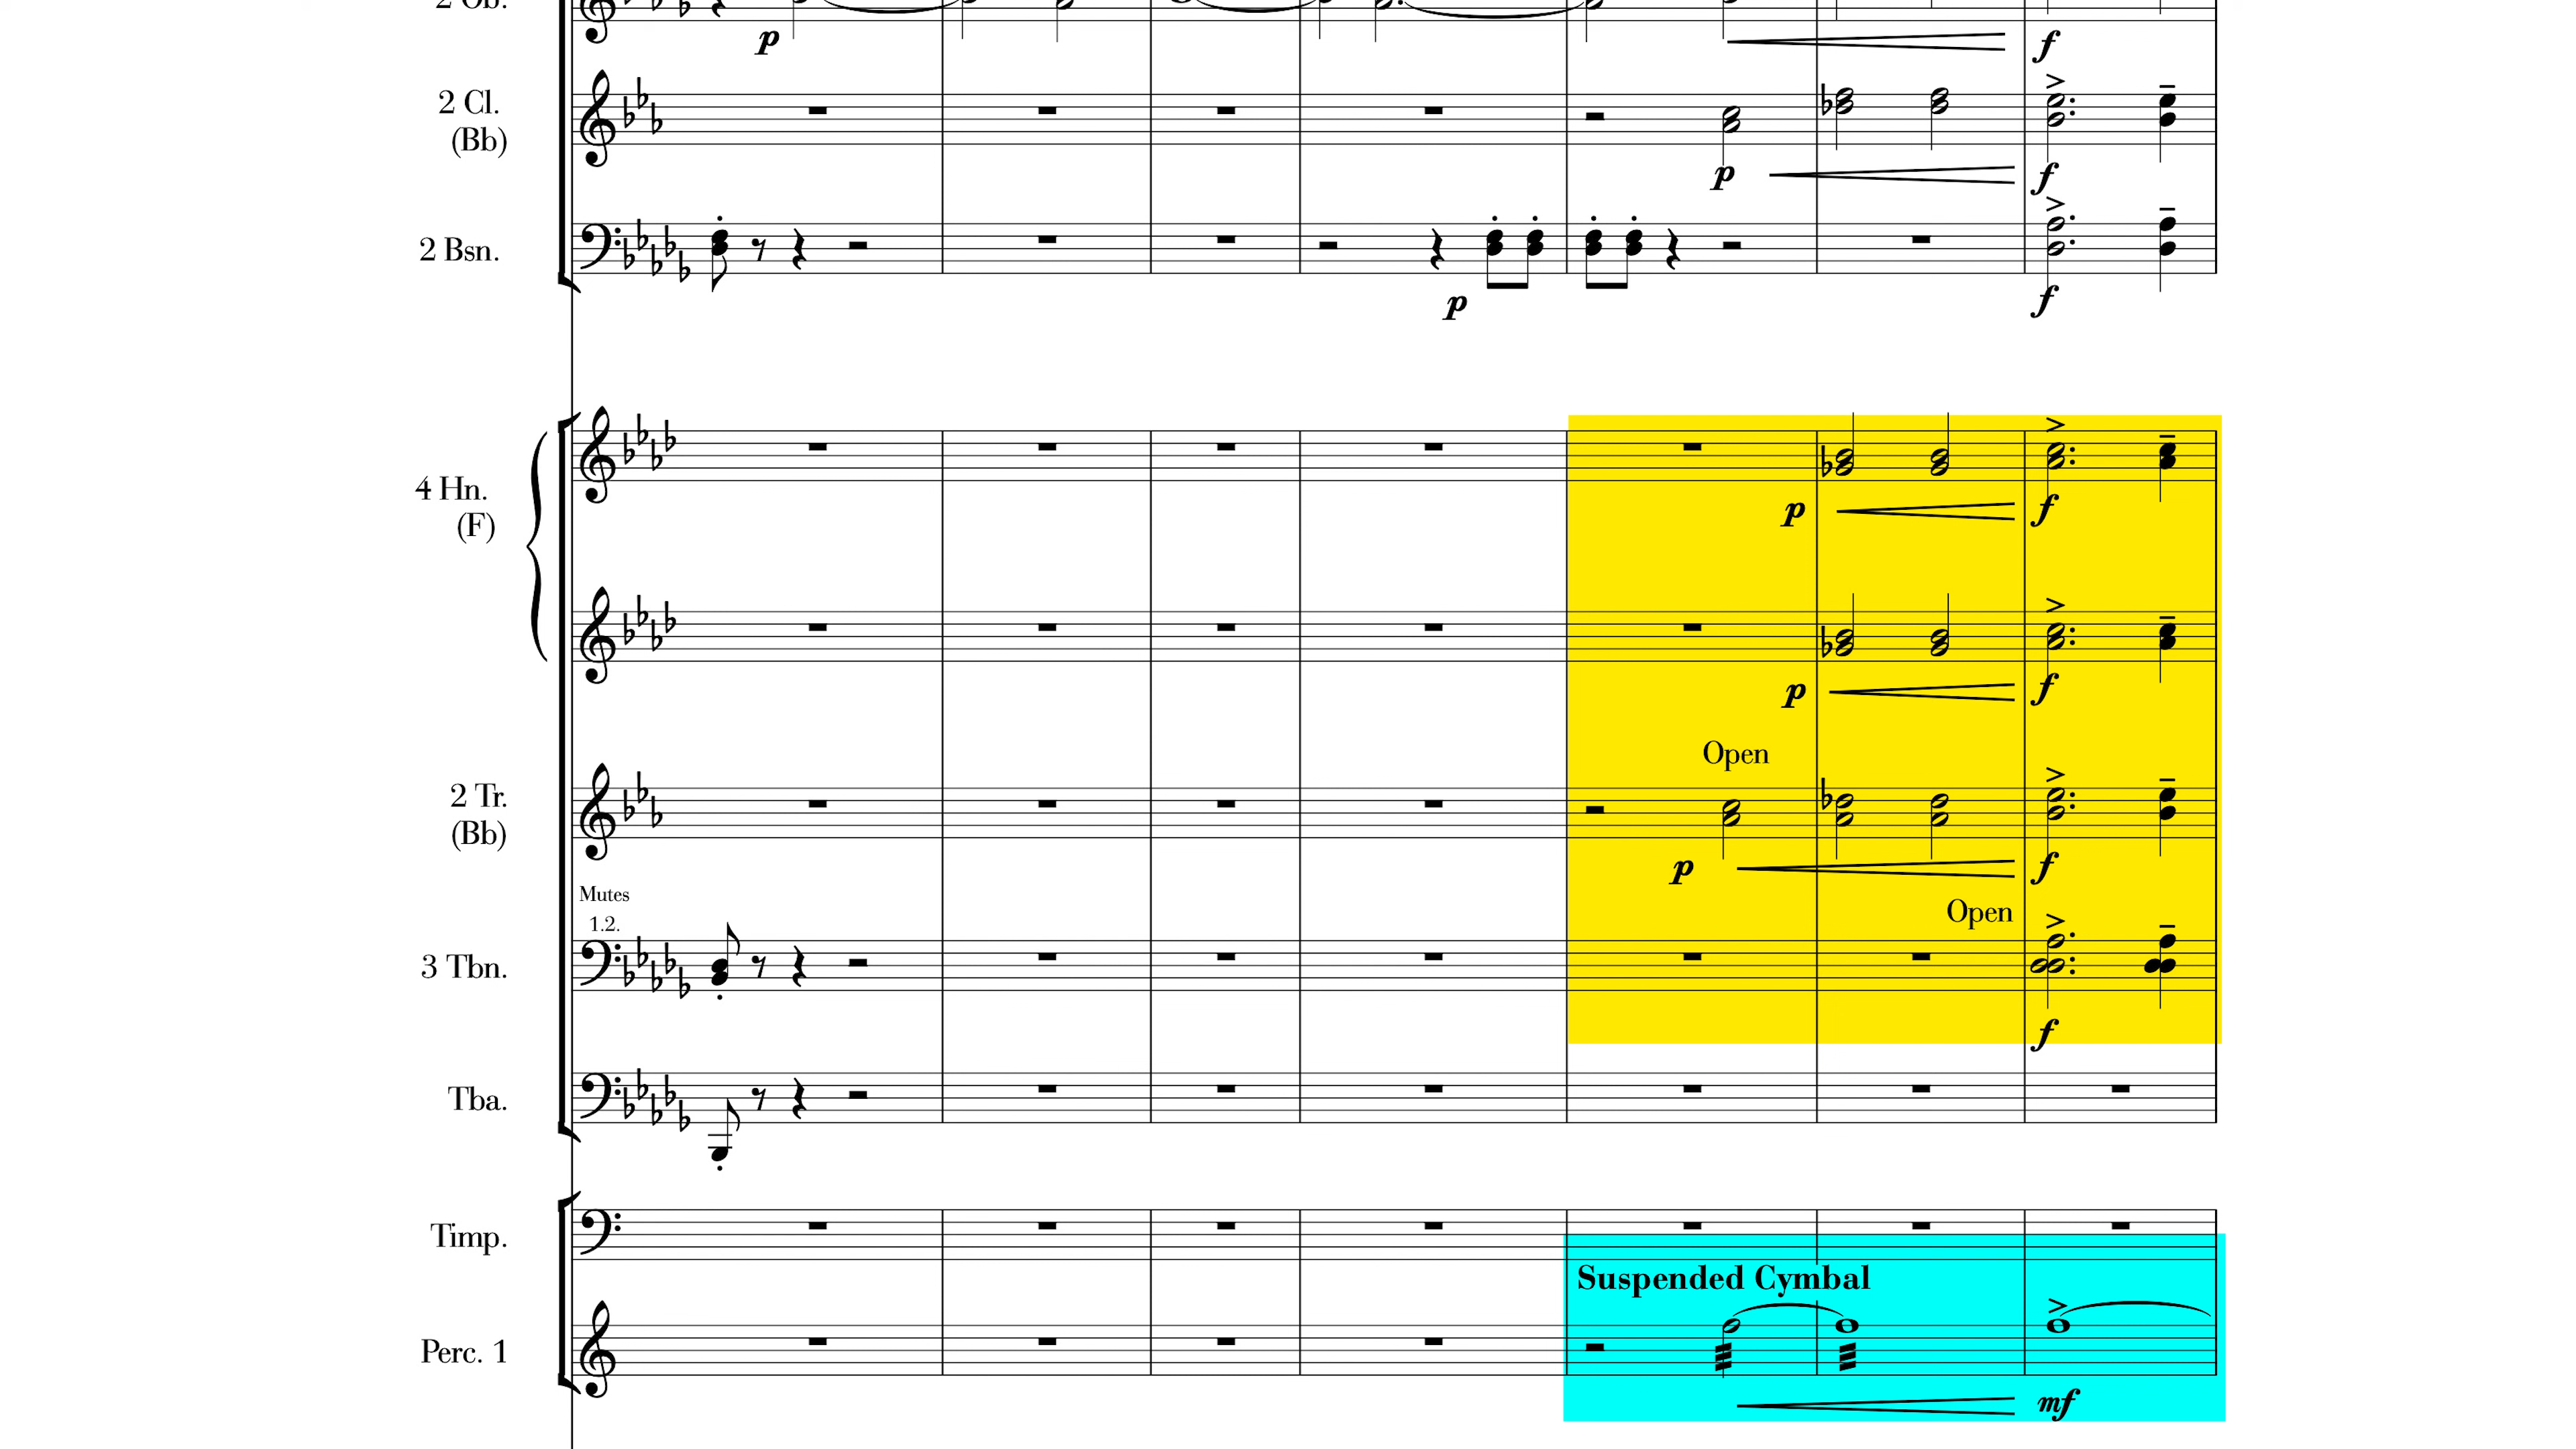 2 Ob.
p
f
2 Cl.
(Bb)
p
f
2 Bsn.
p
f
4 Hn.
(F)
p
f
p
f
Open
2 Tr.
(Bb)
p
f
Mutes
1.2.
Open
3 Tbn.
f
Tba.
Timp.
Suspended Cymbal
Perc. 1
mf